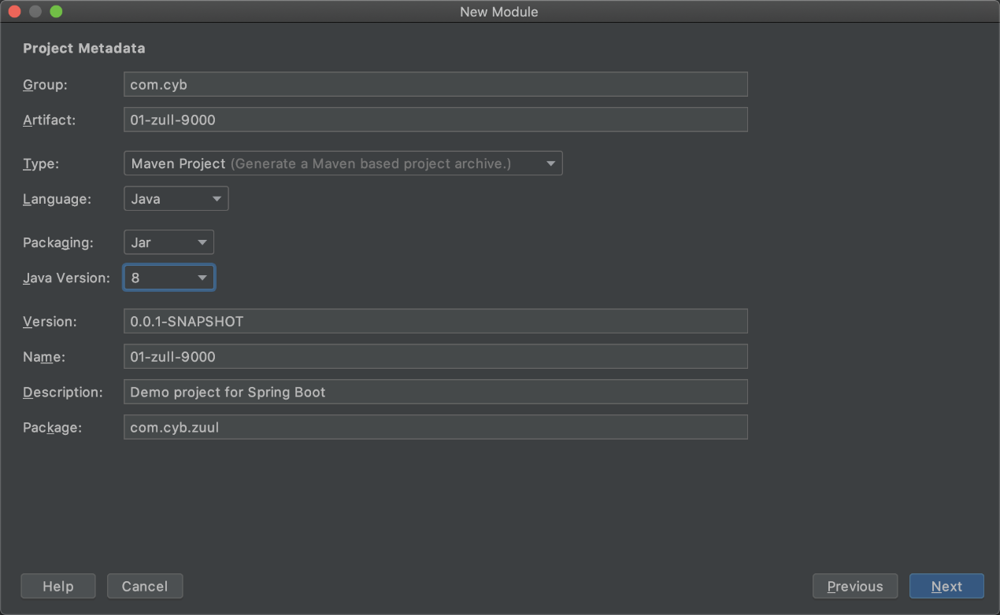 New Module
Project Metadata
Group: com.cyb
Artifact: 01-zull-9000
Type: Maven Project (Generate a Maven based project archive.)
Language: Java
Packaging: Jar
Java Version: 8
Version: 0.0.1-SNAPSHOT
Name: 01-zull-9000
Description: Demo project for Spring Boot
Package: com.cyb.zuul
Help Cancel Previous Next